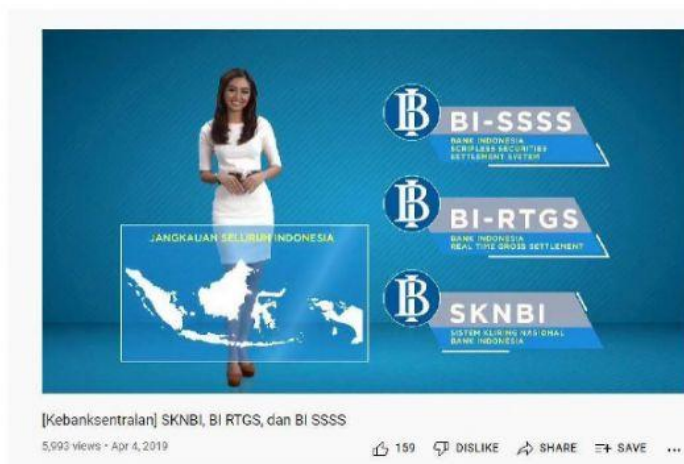 BI-SSSS
BANK INDONESIA
SCRIPLESS SECURITIES
SETTLEMENT SYSTEM
BI-RTGS
BANK INDONESIA
REAL TIME GROSS SETTLEMENT
JANGKAUAN SELURUH INDONESIA
SKNBI
SISTEM KLIRING NASIONAL
BANK INDONESIA
[Kebanksentralan] SKNBI, BI RTGS, dan BI SSSS
5,993 views • Apr 4, 2019
159 DISLIKE SHARE SAVE ...